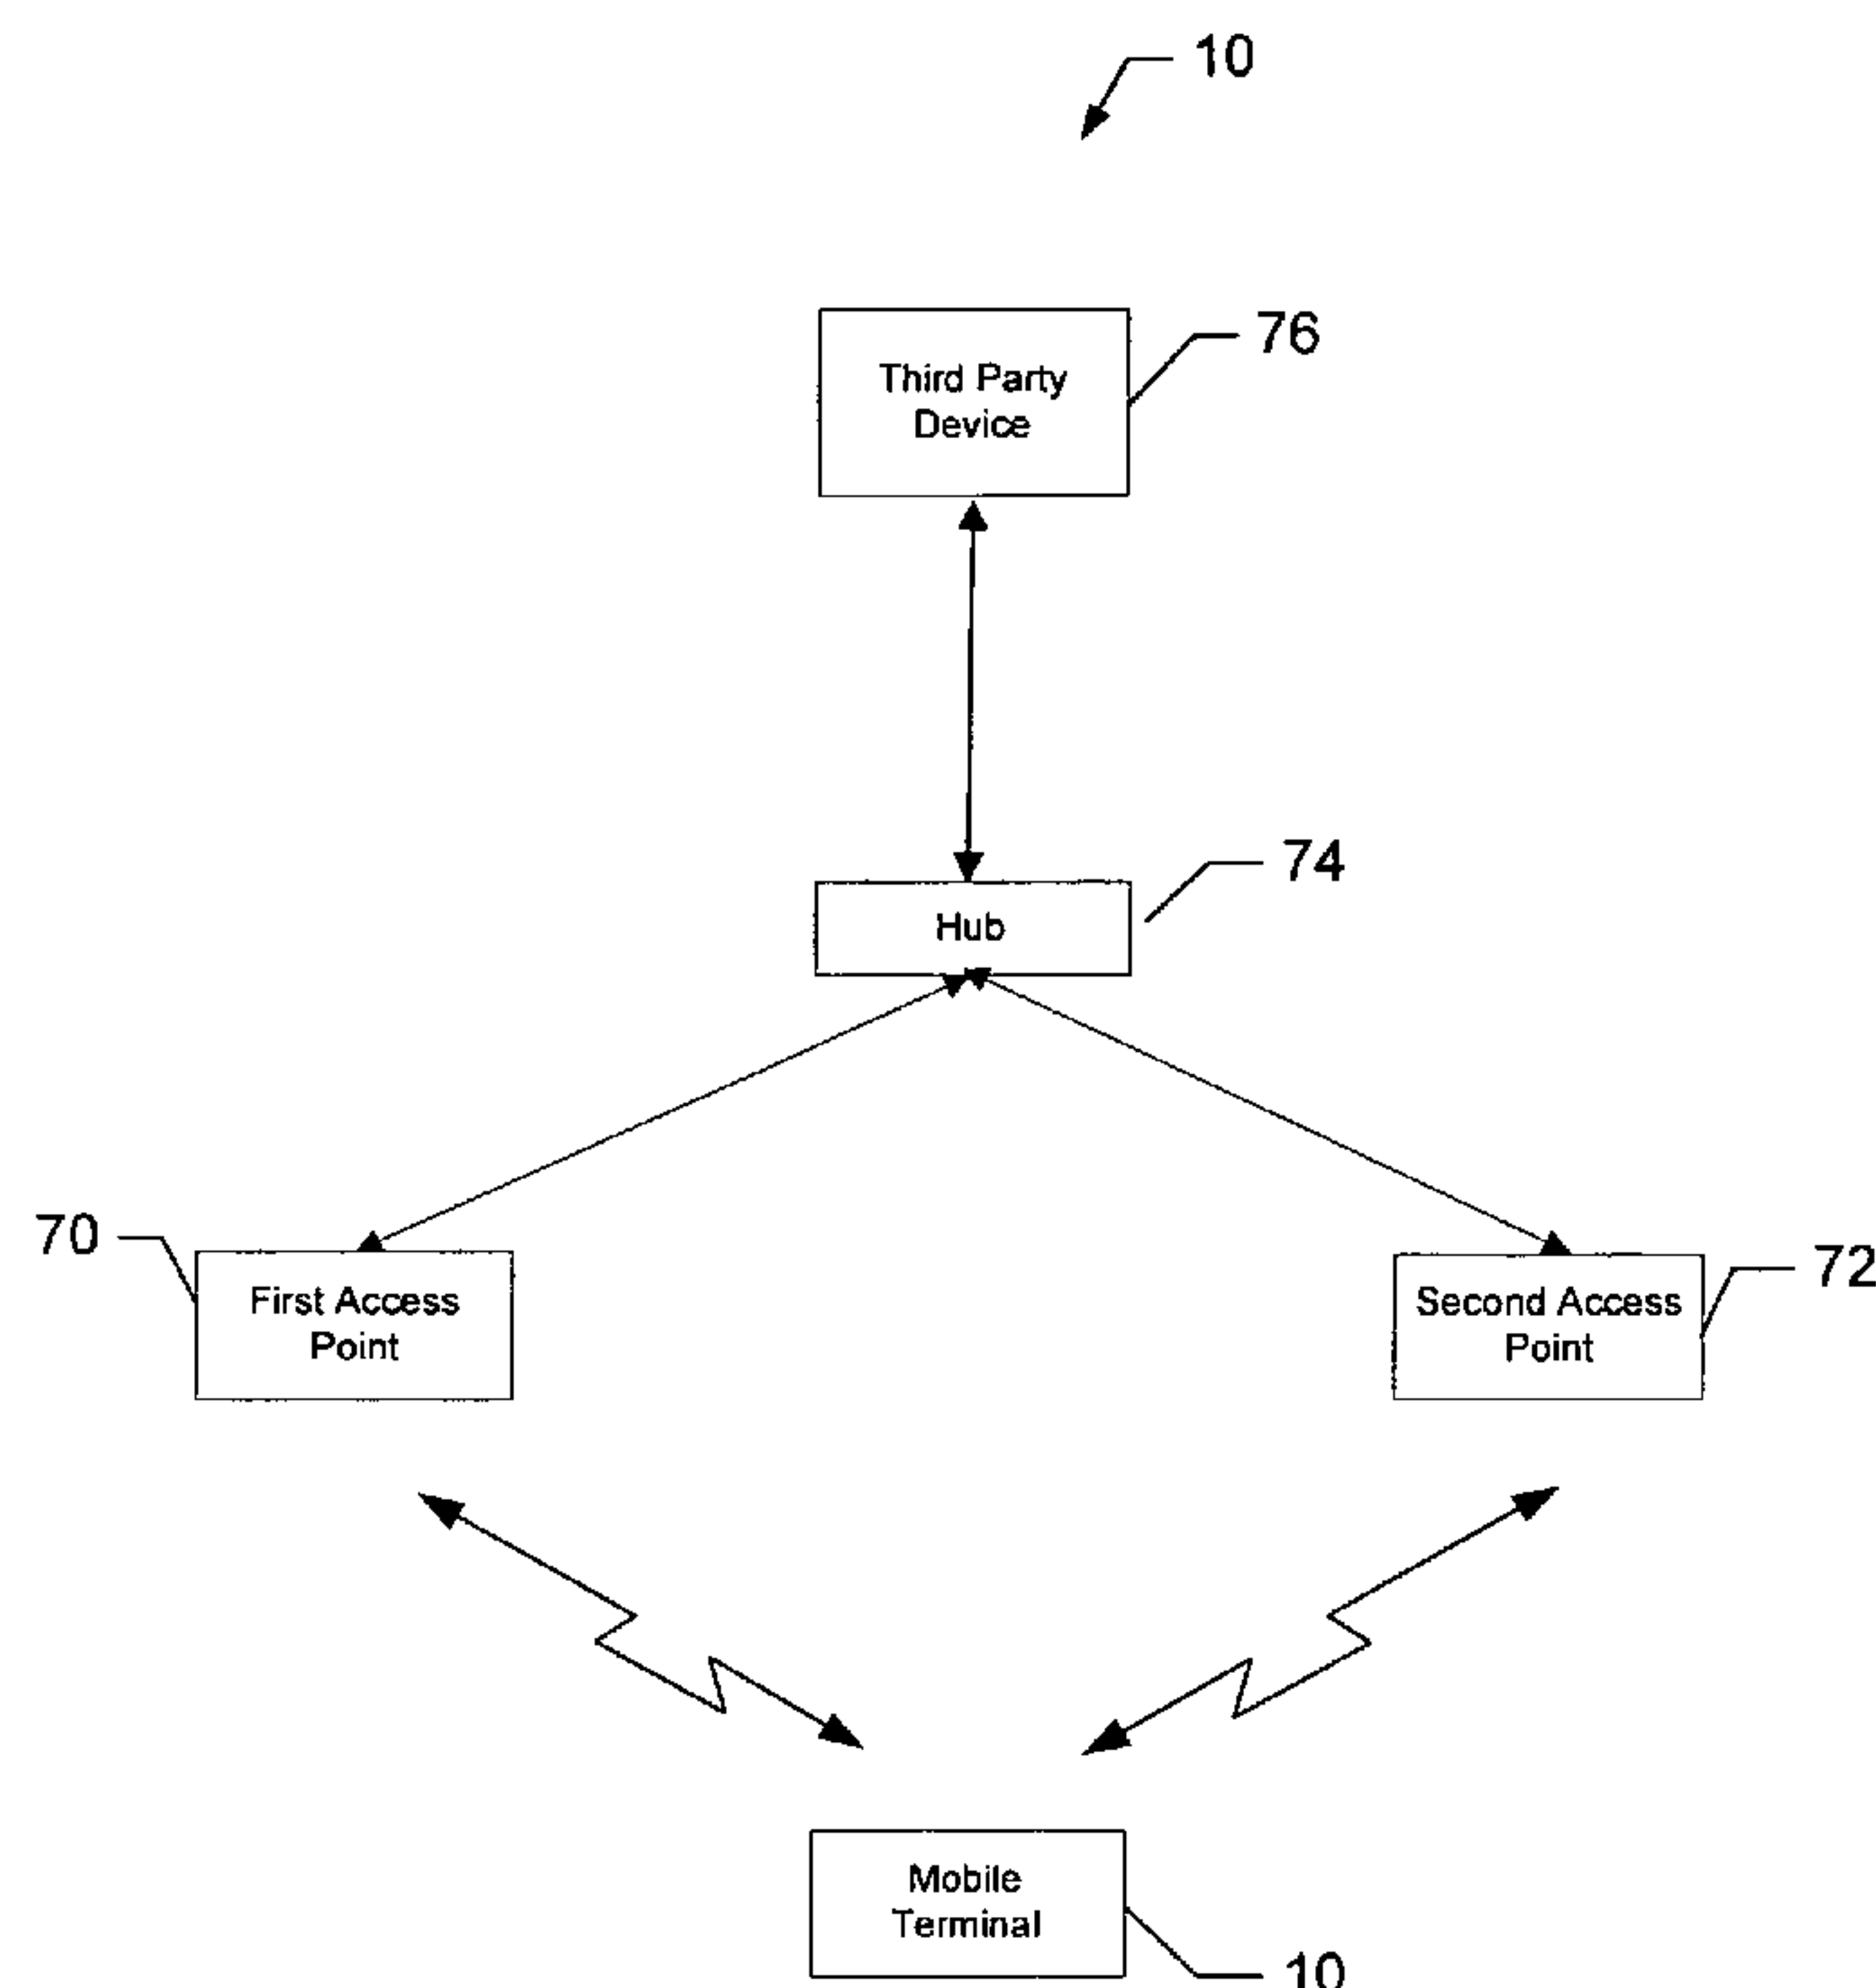 10
76
Third Party
Device
74
Hub
70
First Access
Point
72
Second Access
Point
Mobile
Terminal
10